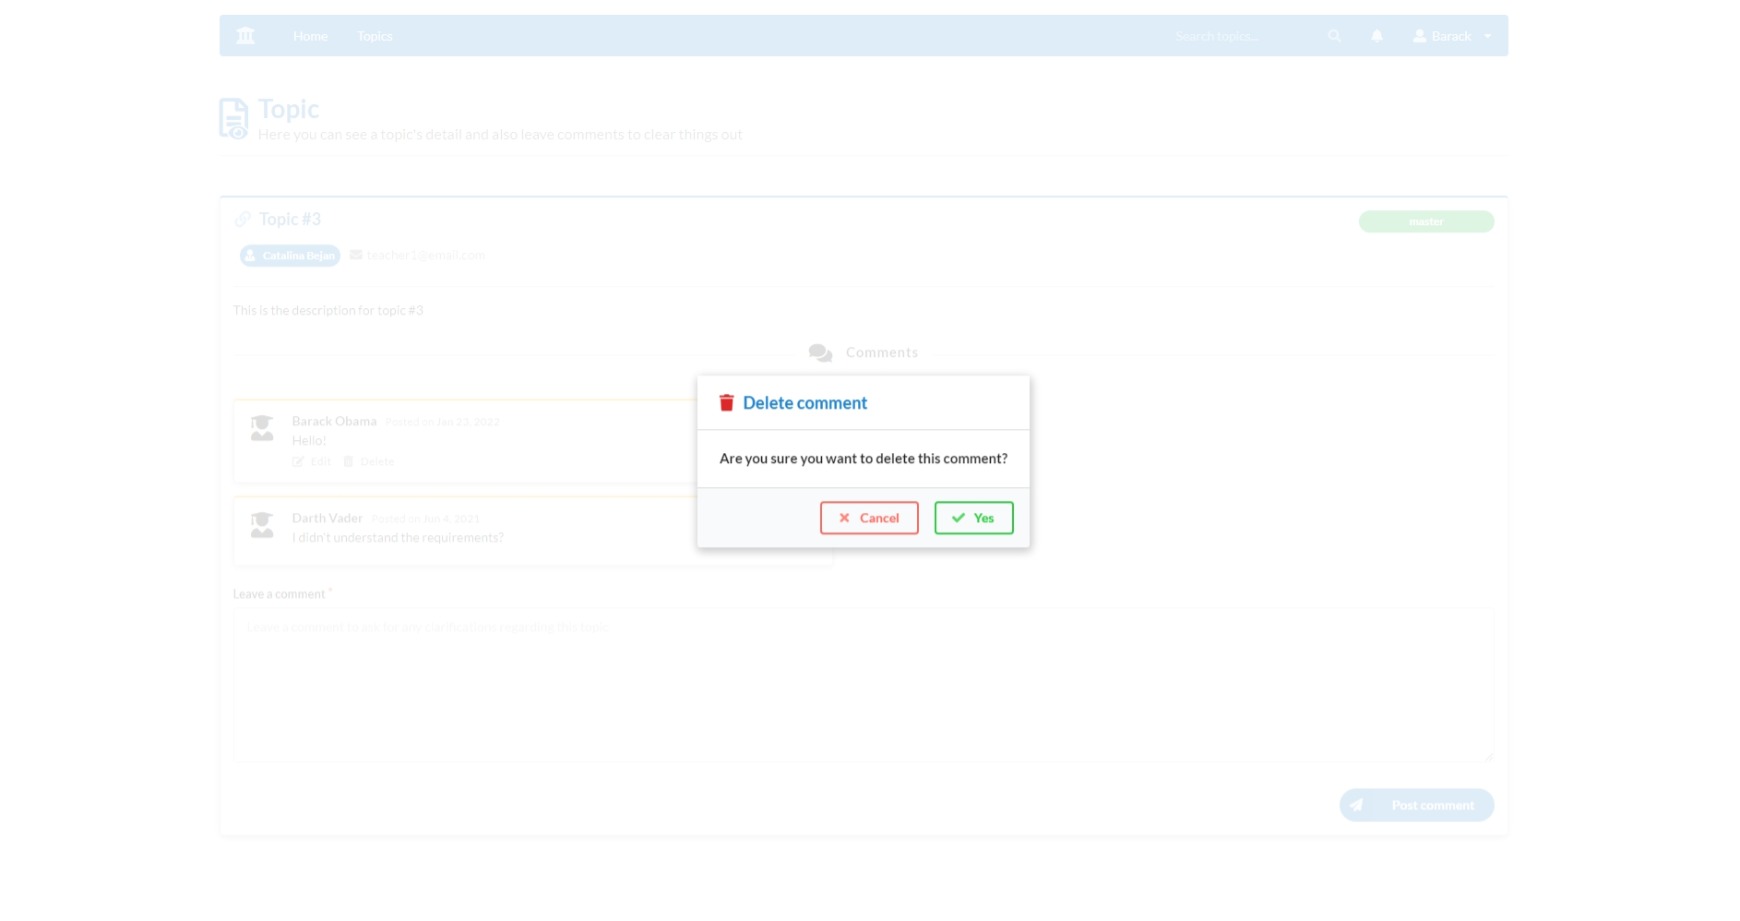 Home Topics Search topics... Barack
Topic
Here you can see a topic's detail and also leave comments to clear things out
Topic #3 master
Catalina Bejan teacher1@email.com
This is the description for topic #3
Comments
Delete comment
Are you sure you want to delete this comment?
Cancel Yes
Barack Obama Posted on Jan 23, 2022
Hello!
Edit Delete
Darth Vader Posted on Jun 4, 2021
I didn't understand the requirements?
Leave a comment *
Leave a comment to ask for any clarifications regarding this topic
Post comment